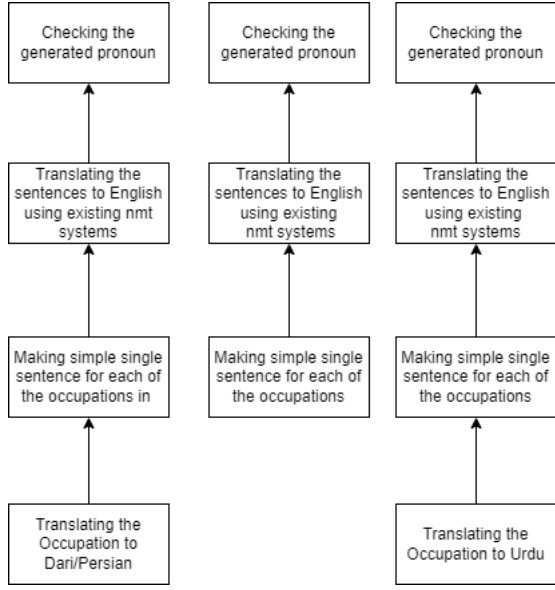 Checking the
generated pronoun
Checking the
generated pronoun
Checking the
generated pronoun
Translating the
sentences to English
using existing nmt
systems
Translating the
sentences to English
using existing
nmt systems
Translating the
sentences to English
using existing
nmt systems
Making simple single
sentence for each of
the occupations in
Making simple single
sentence for each of
the occupations
Making simple single
sentence for each of
the occupations
Translating the
Occupation to
Dari/Persian
Translating the
Occupation to Urdu